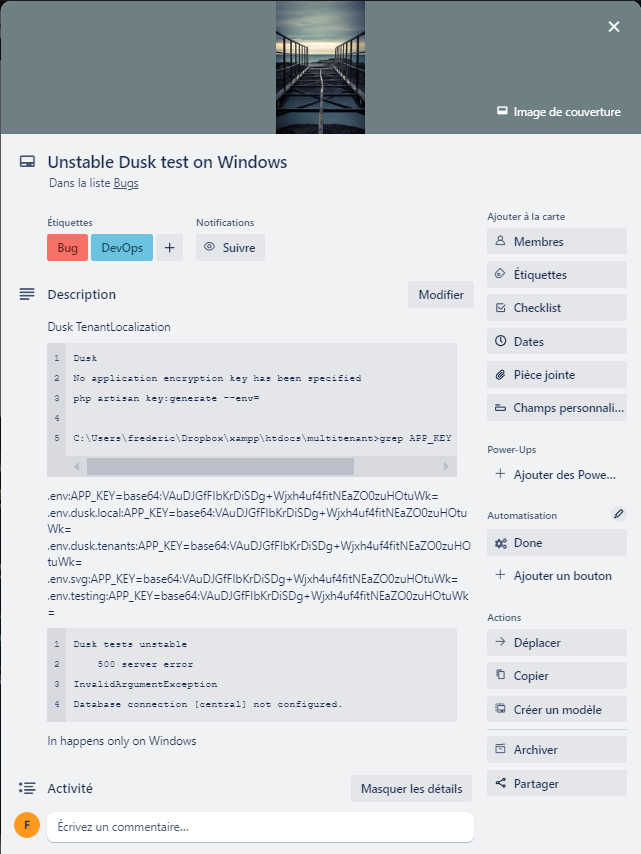 Image de couverture
Unstable Dusk test on Windows
Dans la liste Bugs
Étiquettes
Bug
DevOps
Notifications
Suivre
Description
Modifier
Dusk TenantLocalization
1 Dusk
2 No application encryption key has been specified
3 php artisan key:generate --env=
4
5 C:\Users\frederic\Dropbox\xampp\htdocs\multitenant>grep APP_KEY
.env:APP_KEY=base64:VAuDJGfFIbKrDiSDg+Wjxh4uf4fitNEaZO0zuHOtuWk=
.env.dusk.local:APP_KEY=base64:VAuDJGfFIbKrDiSDg+Wjxh4uf4fitNEaZO0zuHOtu
Wk=
.env.dusk.tenants:APP_KEY=base64:VAuDJGfFIbKrDiSDg+Wjxh4uf4fitNEaZO0zuHO
tuWk=
.env.svg:APP_KEY=base64:VAuDJGfFIbKrDiSDg+Wjxh4uf4fitNEaZO0zuHOtuWk=
.env.testing:APP_KEY=base64:VAuDJGfFIbKrDiSDg+Wjxh4uf4fitNEaZO0zuHOtuWk
=
1 Dusk tests unstable
2 500 server error
3 InvalidArgumentException
4 Database connection [central] not configured.
In happens only on Windows
Activité
Masquer les détails
F
Écrivez un commentaire...
Ajouter à la carte
Membres
Étiquettes
Checklist
Dates
Pièce jointe
Champs personnali...
Power-Ups
Ajouter des Powe...
Automatisation
Done
Ajouter un bouton
Actions
Déplacer
Copier
Créer un modèle
Archiver
Partager